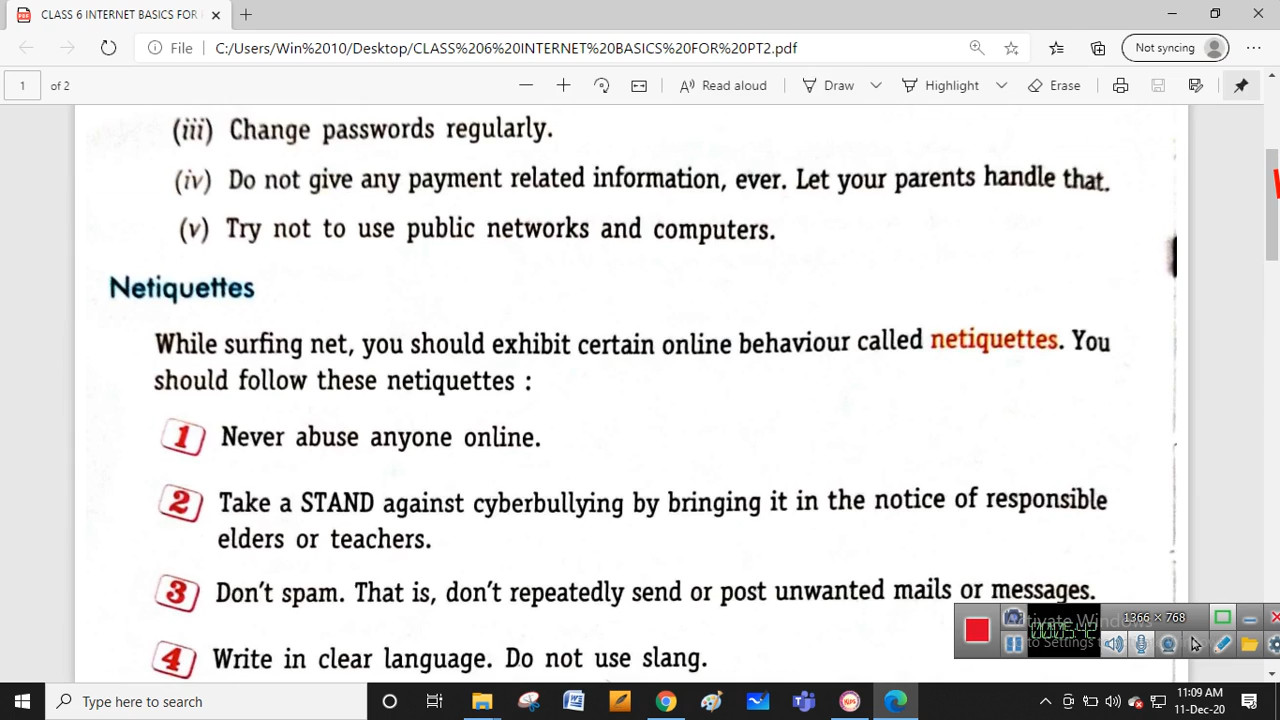 CLASS 6 INTERNET BASICS FOR
File
C:/Users/Win%2010/Desktop/CLASS%206%20INTERNET%20BASICS%20FOR%20PT2.pdf
Not syncing
1 of 2
Read aloud
Draw
Highlight
Erase
(iii) Change passwords regularly.
(iv) Do not give any payment related information, ever. Let your parents handle that.
(v) Try not to use public networks and computers.
Netiquettes
While surfing net, you should exhibit certain online behaviour called netiquettes. You
should follow these netiquettes :
1 Never abuse anyone online.
2 Take a STAND against cyberbullying by bringing it in the notice of responsible
elders or teachers.
3 Don't spam. That is, don't repeatedly send or post unwanted mails or messages.
4 Write in clear language. Do not use slang.
1366 × 768
Windows
to Settings to
Type here to search
11:09 AM
11-Dec-20